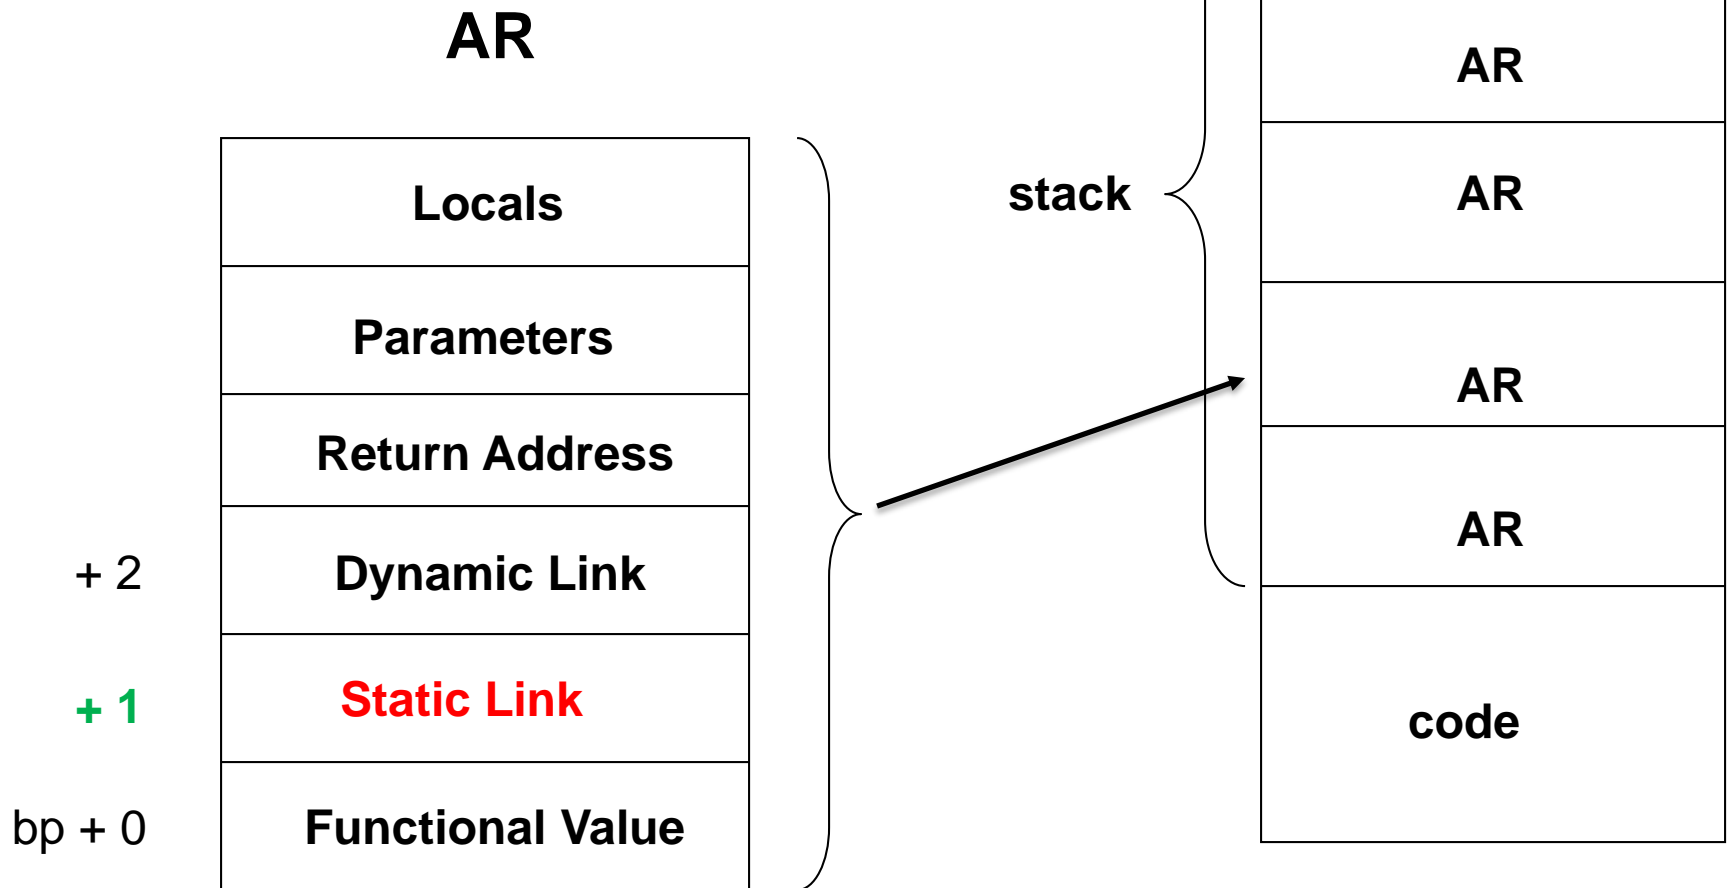 AR
Locals
Parameters
Return Address
+ 2
Dynamic Link
+ 1
Static Link
bp + 0
Functional Value
stack
AR
AR
AR
AR
code